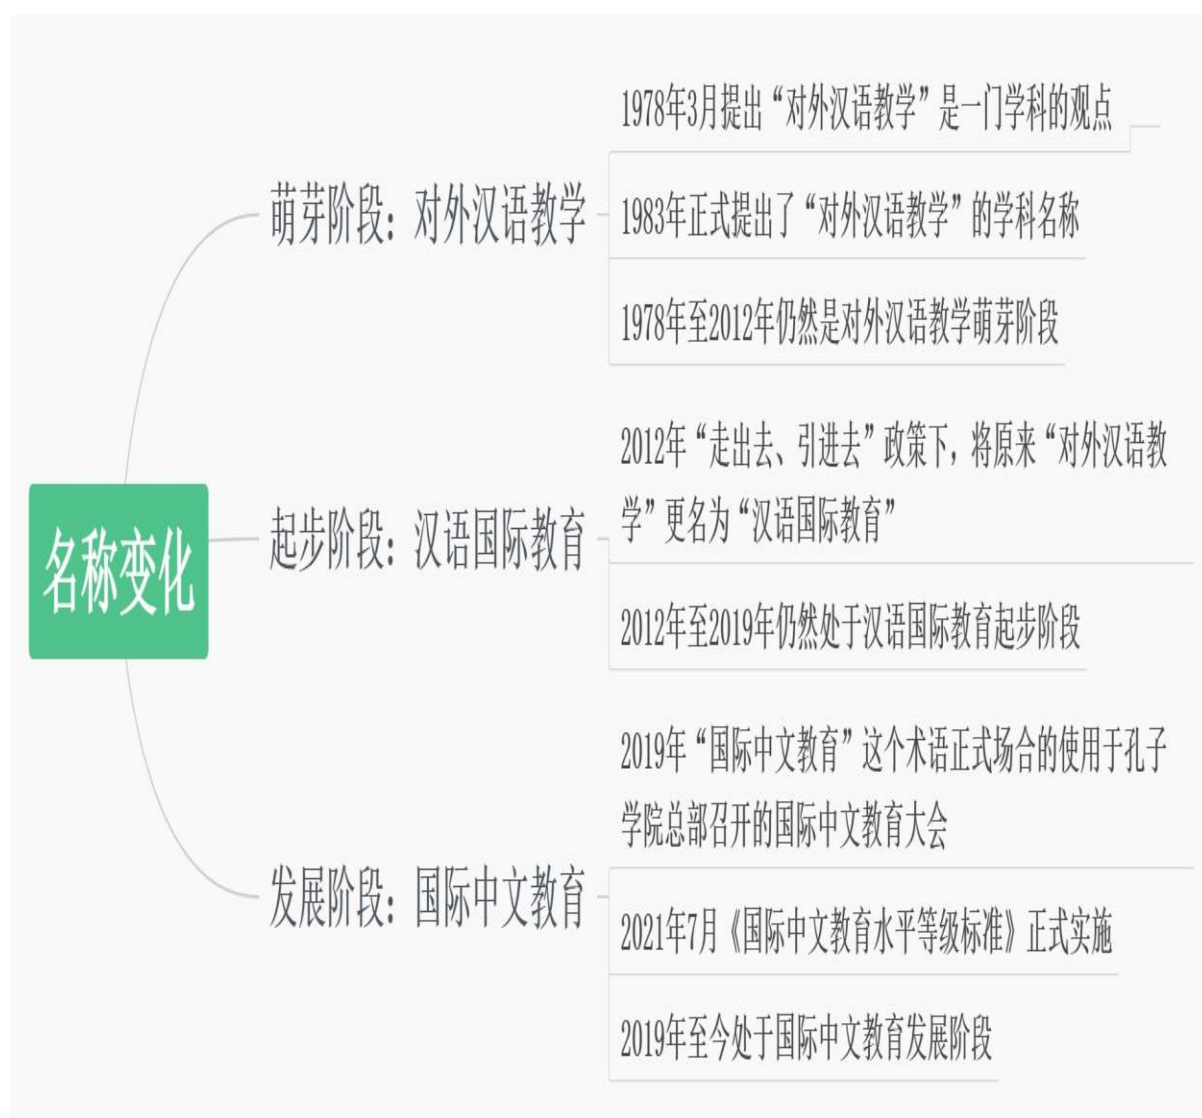 名称变化
萌芽阶段：对外汉语教学
1978年3月提出“对外汉语教学”是一门学科的观点
1983年正式提出了“对外汉语教学”的学科名称
1978年至2012年仍然是对外汉语教学萌芽阶段
起步阶段：汉语国际教育
2012年“走出去、引进去”政策下，将原来“对外汉语教
学”更名为“汉语国际教育”
2012年至2019年仍然处于汉语国际教育起步阶段
发展阶段：国际中文教育
2019年“国际中文教育”这个术语正式场合的使用于孔子
学院总部召开的国际中文教育大会
2021年7月《国际中文教育水平等级标准》正式实施
2019年至今处于国际中文教育发展阶段